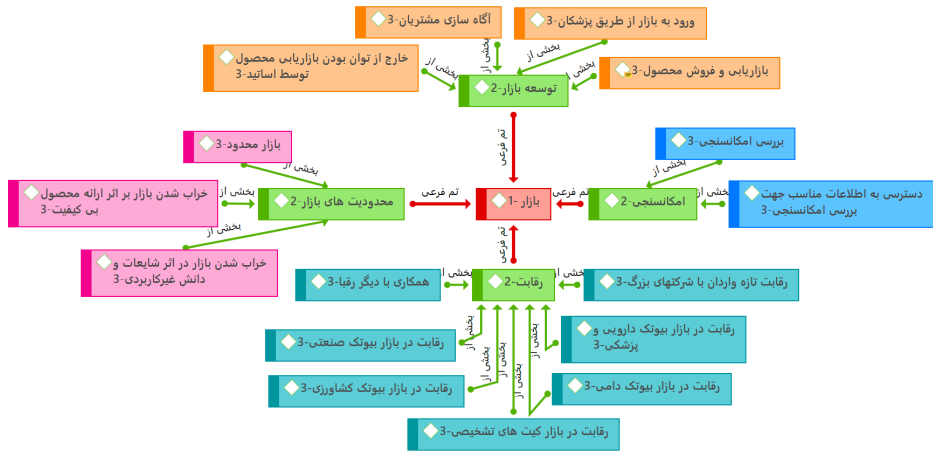 آگاه سازی مشتریان-3
ورود به بازار از طریق پزشکان-3
خارج از توان بودن بازاریابی محصول
توسط اساتید-3
بازاریابی و فروش محصول-3
بخشی از
بخشی از
بخشی از
بخشی از
توسعه بازار-2
تم فرعی
بازار محدود-3
بررسی امکانسنجی-3
بخشی از
بخشی از
خراب شدن بازار بر اثر ارائه محصول
بی کیفیت-3
بخشی از
محدودیت های بازار-2
تم فرعی
بازار -1
تم فرعی
امکانسنجی-2
بخشی از
دسترسی به اطلاعات مناسب جهت
بررسی امکانسنجی-3
بخشی از
تم فرعی
خراب شدن بازار در اثر شایعات و
دانش غیرکاربردی-3
همکاری با دیگر رقبا-3
بخشی از
رقابت-2
بخشی از
رقابت تازه واردان با شرکتهای بزرگ-3
رقابت در بازار بیوتک صنعتی-3
بخشی از
بخشی از
رقابت در بازار بیوتک دارویی و
پزشکی-3
رقابت در بازار بیوتک کشاورزی-3
بخشی از
بخشی از
بخشی از
رقابت در بازار بیوتک دامی-3
رقابت در بازار کیت های تشخیصی-3